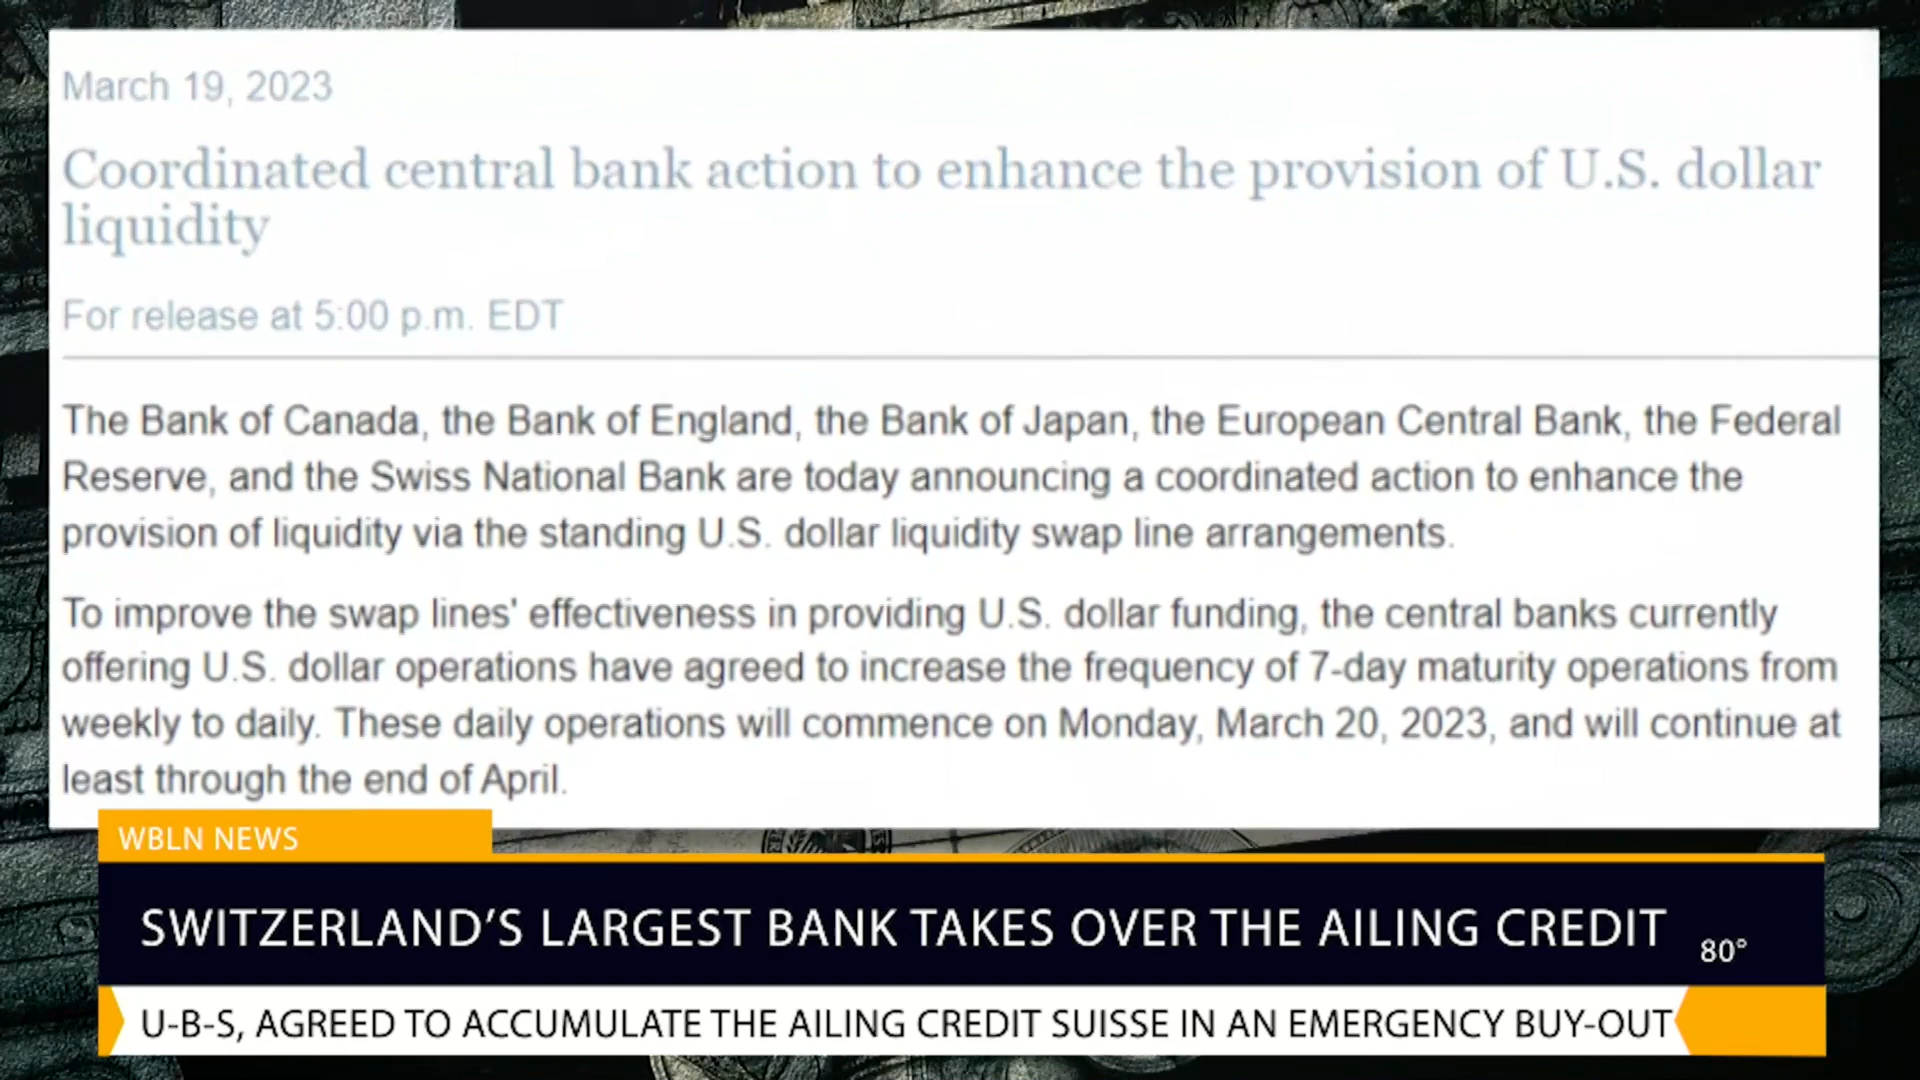 March 19, 2023
Coordinated central bank action to enhance the provision of U.S. dollar
liquidity
For release at 5:00 p.m. EDT
The Bank of Canada, the Bank of England, the Bank of Japan, the European Central Bank, the Federal
Reserve, and the Swiss National Bank are today announcing a coordinated action to enhance the
provision of liquidity via the standing U.S. dollar liquidity swap line arrangements.
To improve the swap lines' effectiveness in providing U.S. dollar funding, the central banks currently
offering U.S. dollar operations have agreed to increase the frequency of 7-day maturity operations from
weekly to daily. These daily operations will commence on Monday, March 20, 2023, and will continue at
least through the end of April.
WBLN NEWS
SWITZERLAND’S LARGEST BANK TAKES OVER THE AILING CREDIT
80°
U-B-S, AGREED TO ACCUMULATE THE AILING CREDIT SUISSE IN AN EMERGENCY BUY-OUT